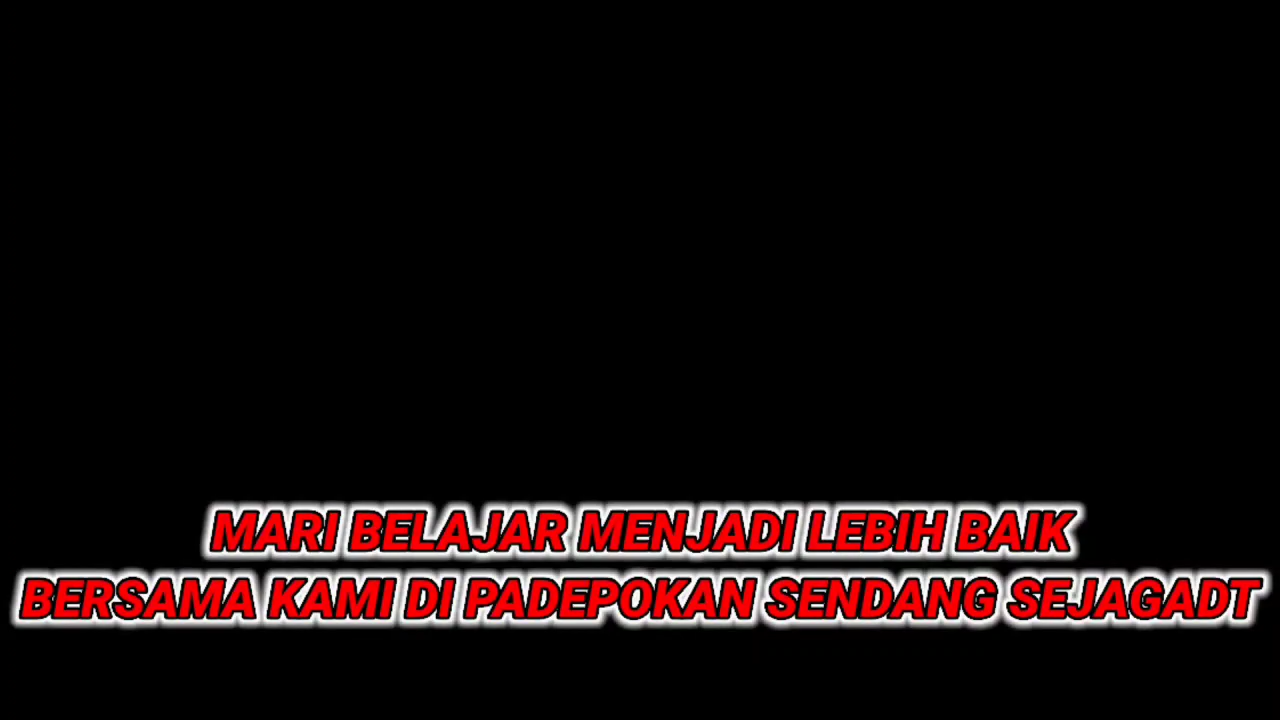 MARI BELAJAR MENJADI LEBIH BAIK
BERSAMA KAMI DI PADEPOKAN SENDANG SEJAGADT